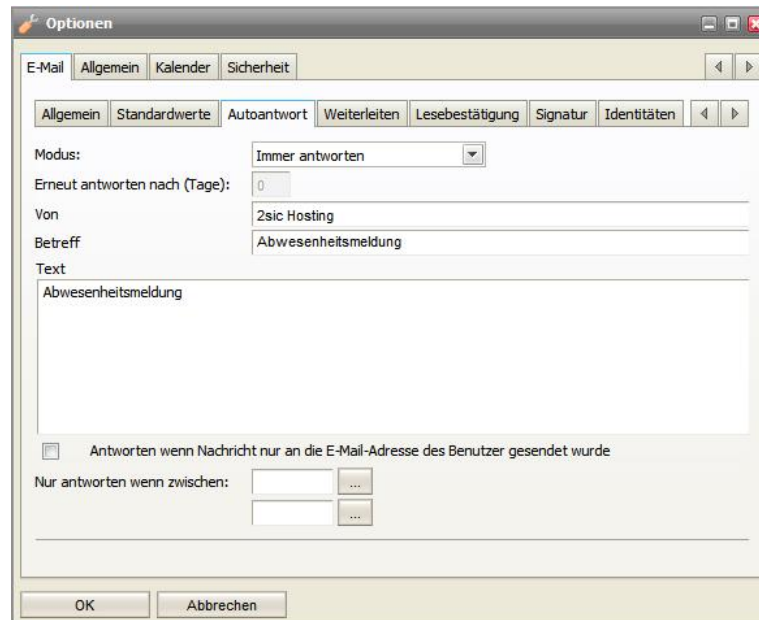 Optionen
E-Mail Allgemein Kalender Sicherheit
Allgemein Standardwerte Autoantwort Weiterleiten Lesebestätigung Signatur Identitäten
Modus: Immer antworten
Erneut antworten nach (Tage): 0
Von 2sic Hosting
Betreff Abwesenheitsmeldung
Text
Abwesenheitsmeldung
Antworten wenn Nachricht nur an die E-Mail-Adresse des Benutzer gesendet wurde
Nur antworten wenn zwischen: ...
...
OK Abbrechen